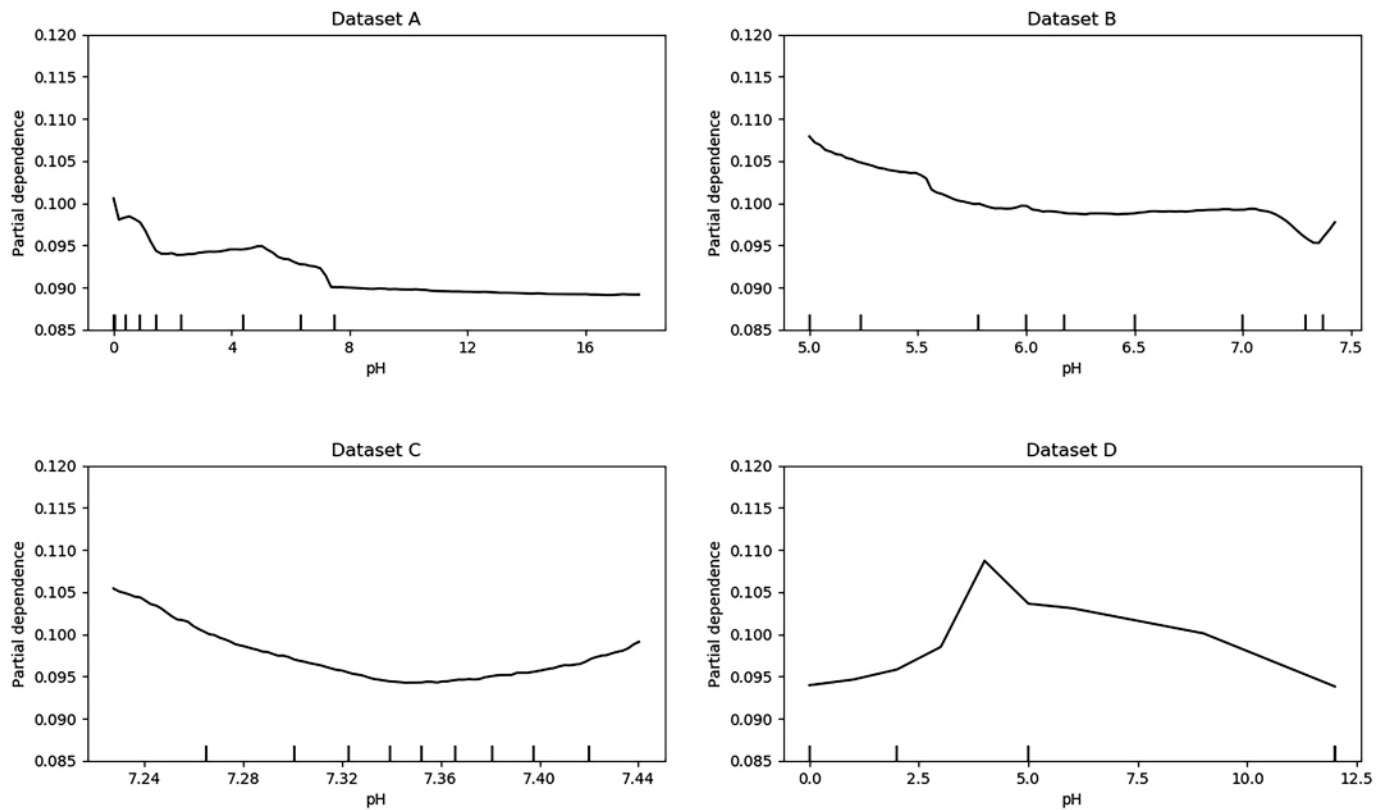 Dataset A
0.120
0.115
0.110
0.105
0.100
0.095
0.090
0.085
Partial dependence
0 4 8 12 16
pH
Dataset B
0.120
0.115
0.110
0.105
0.100
0.095
0.090
0.085
Partial dependence
5.0 5.5 6.0 6.5 7.0 7.5
pH
Dataset C
0.120
0.115
0.110
0.105
0.100
0.095
0.090
0.085
Partial dependence
7.24 7.28 7.32 7.36 7.40 7.44
pH
Dataset D
0.120
0.115
0.110
0.105
0.100
0.095
0.090
0.085
Partial dependence
0.0 2.5 5.0 7.5 10.0 12.5
pH